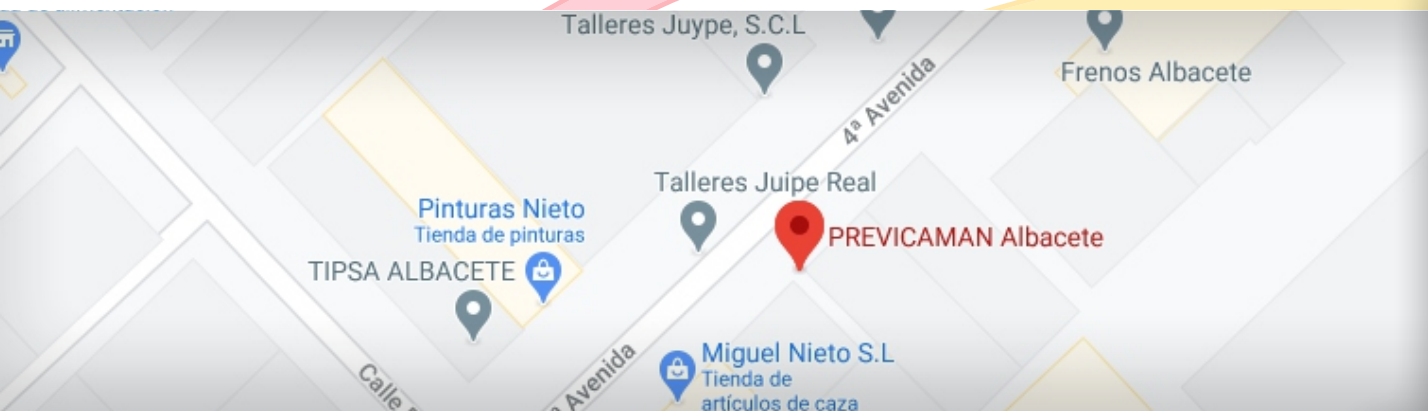 Talleres Juype, S.C.L
Frenos Albacete
4ª Avenida
Talleres Juipe Real
Pinturas Nieto
Tienda de pinturas
PREVICAMAN Albacete
TIPSA ALBACETE
Miguel Nieto S.L
Tienda de
artículos de caza
Avenida
Calle